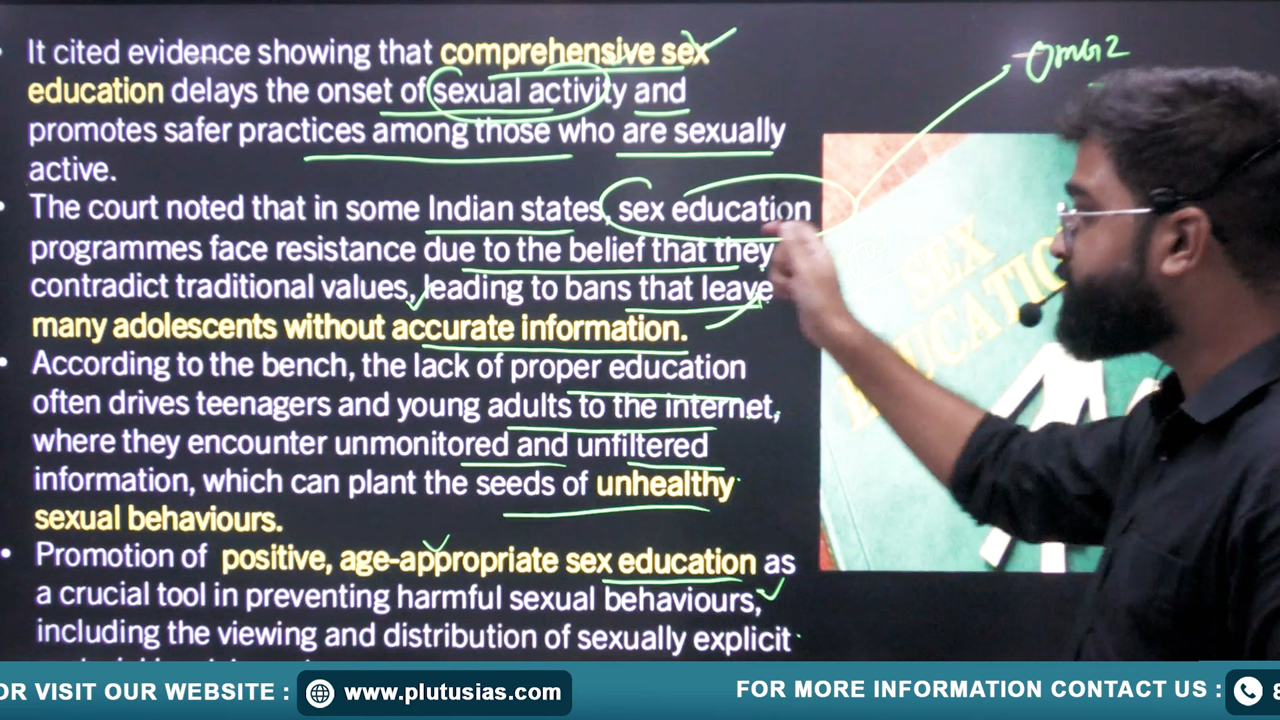 It cited evidence showing that comprehensive sex
education delays the onset of sexual activity and
promotes safer practices among those who are sexually
active.
The court noted that in some Indian states, sex education
programmes face resistance due to the belief that they
contradict traditional values, leading to bans that leave
many adolescents without accurate information.
According to the bench, the lack of proper education
often drives teenagers and young adults to the internet,
where they encounter unmonitored and unfiltered
information, which can plant the seeds of unhealthy
sexual behaviours.
Promotion of positive, age-appropriate sex education as
a crucial tool in preventing harmful sexual behaviours,
including the viewing and distribution of sexually explicit
OMG 2
SEX
OR VISIT OUR WEBSITE : www.plutusias.com
FOR MORE INFORMATION CONTACT US : 8